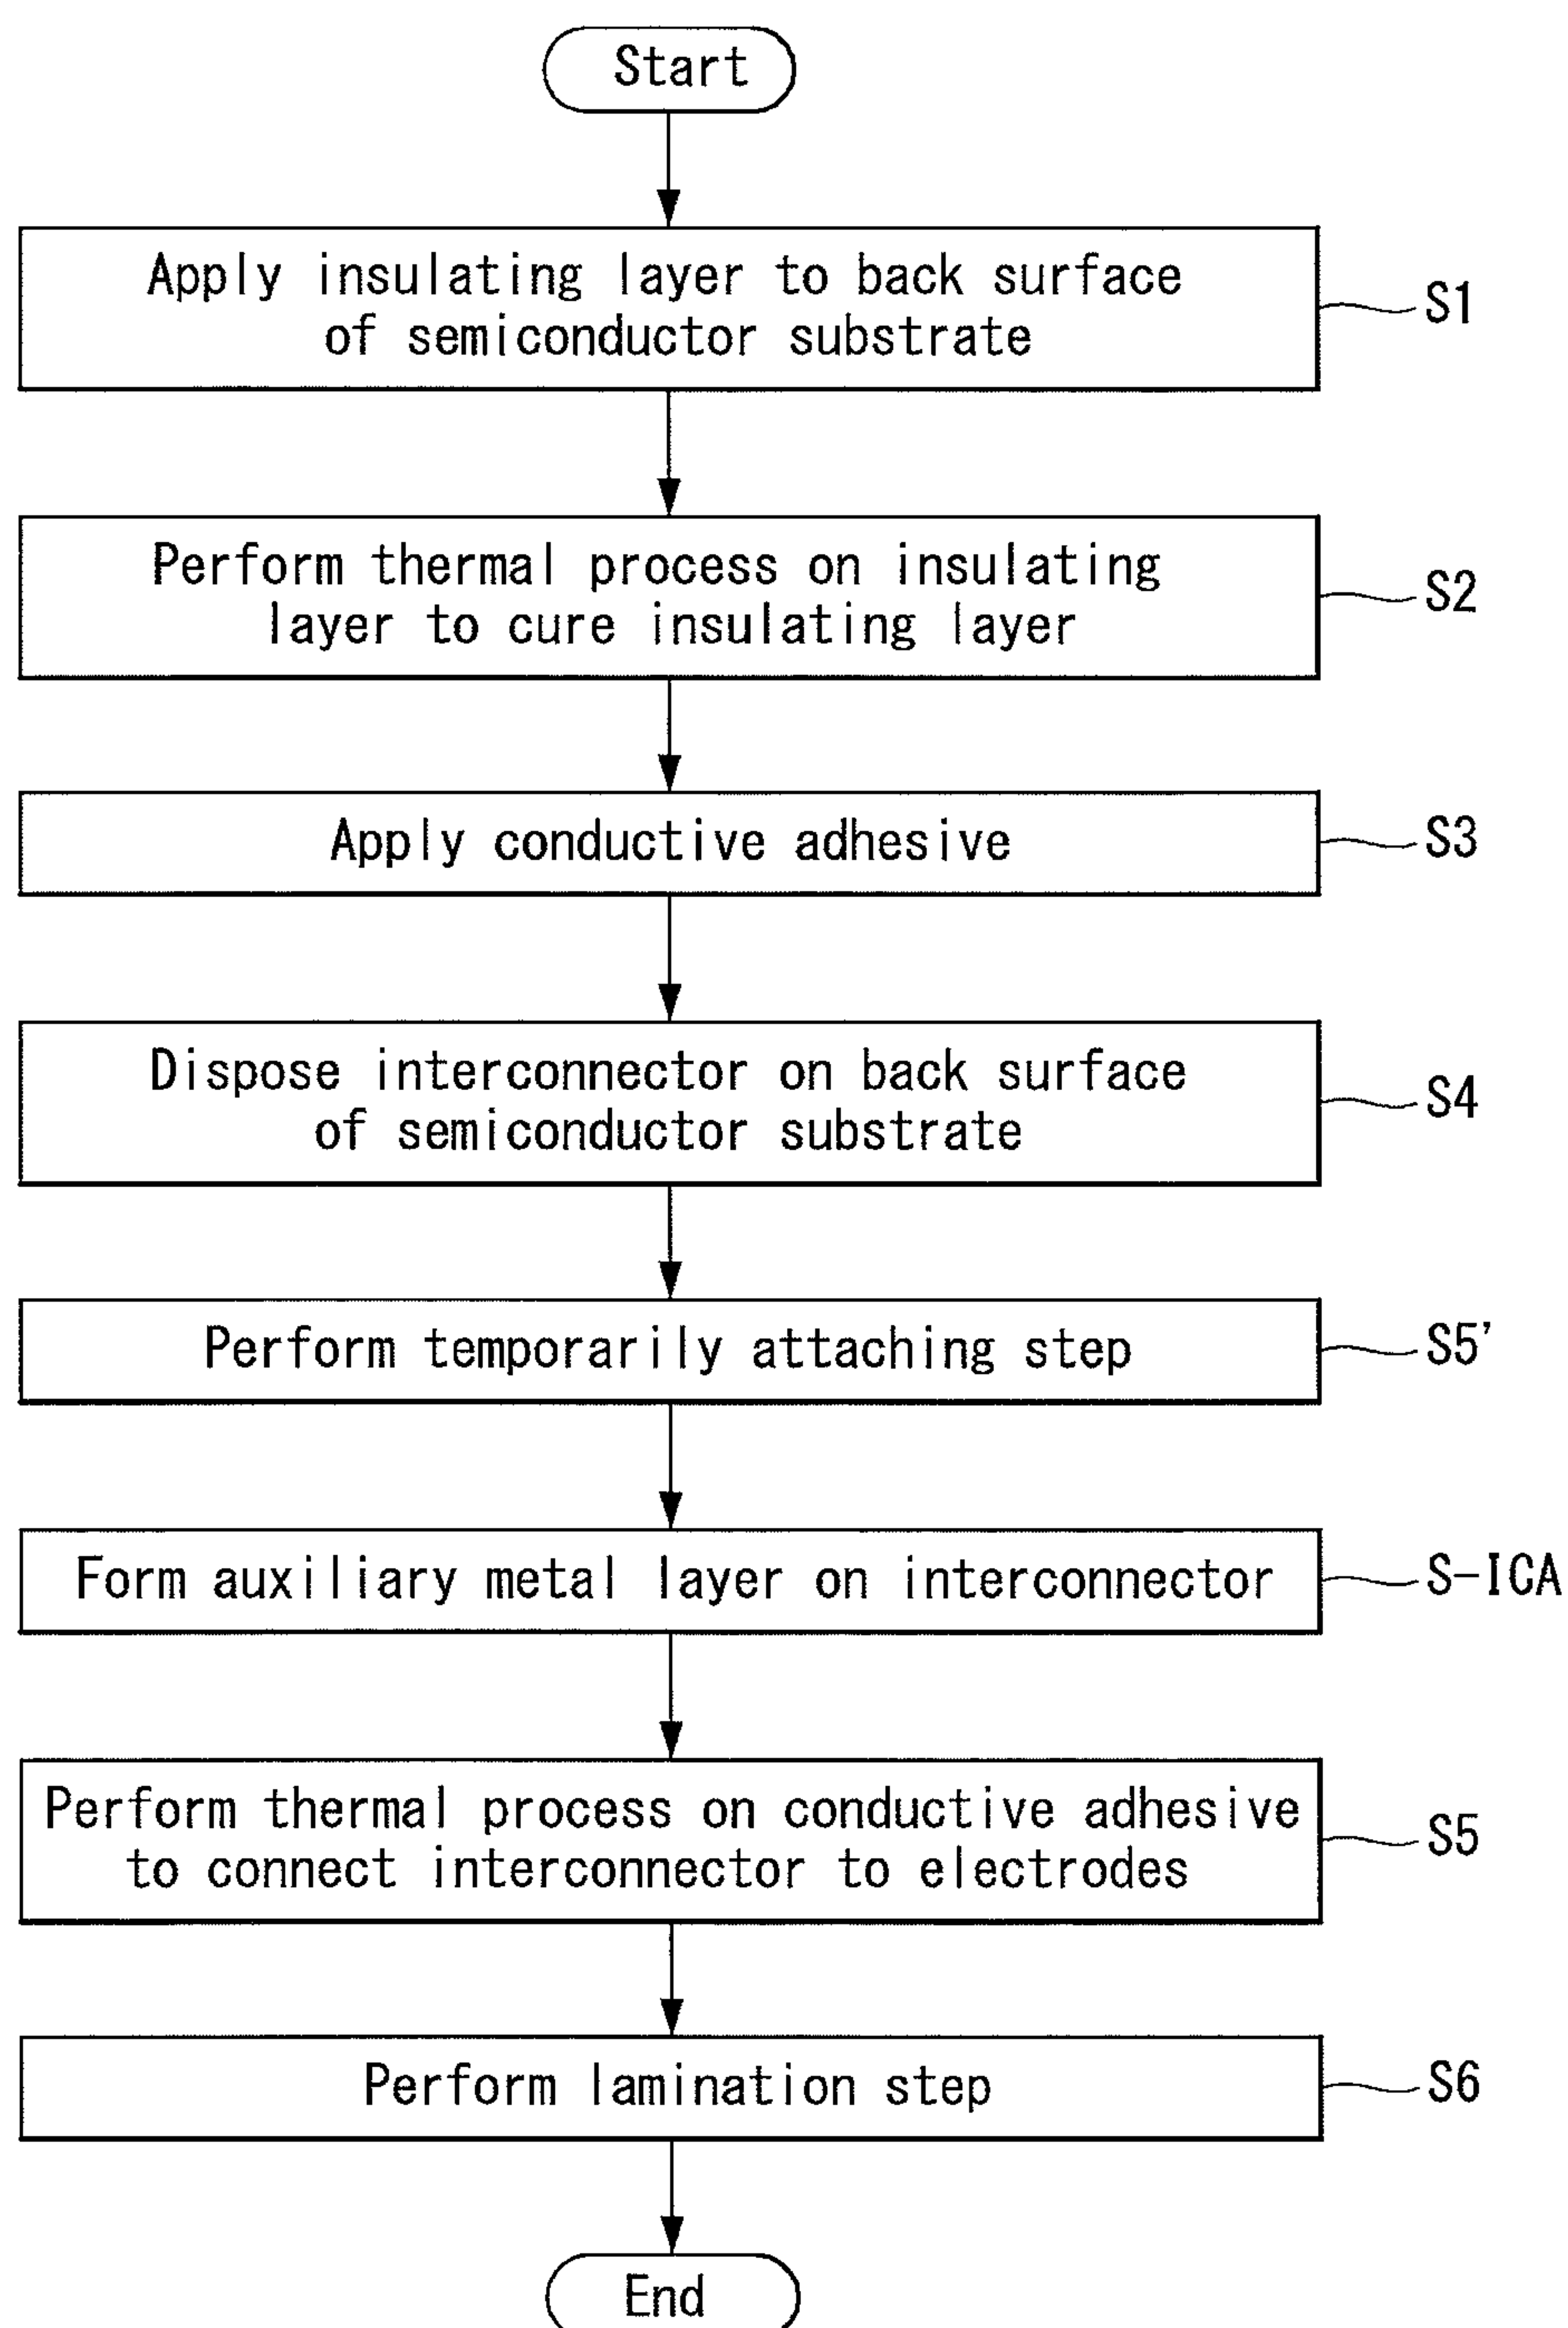 Start
Apply insulating layer to back surface
of semiconductor substrate
S1
Perform thermal process on insulating
layer to cure insulating layer
S2
Apply conductive adhesive
S3
Dispose interconnector on back surface
of semiconductor substrate
S4
Perform temporarily attaching step
S5'
Form auxiliary metal layer on interconnector
S-ICA
Perform thermal process on conductive adhesive
to connect interconnector to electrodes
S5
Perform lamination step
S6
End